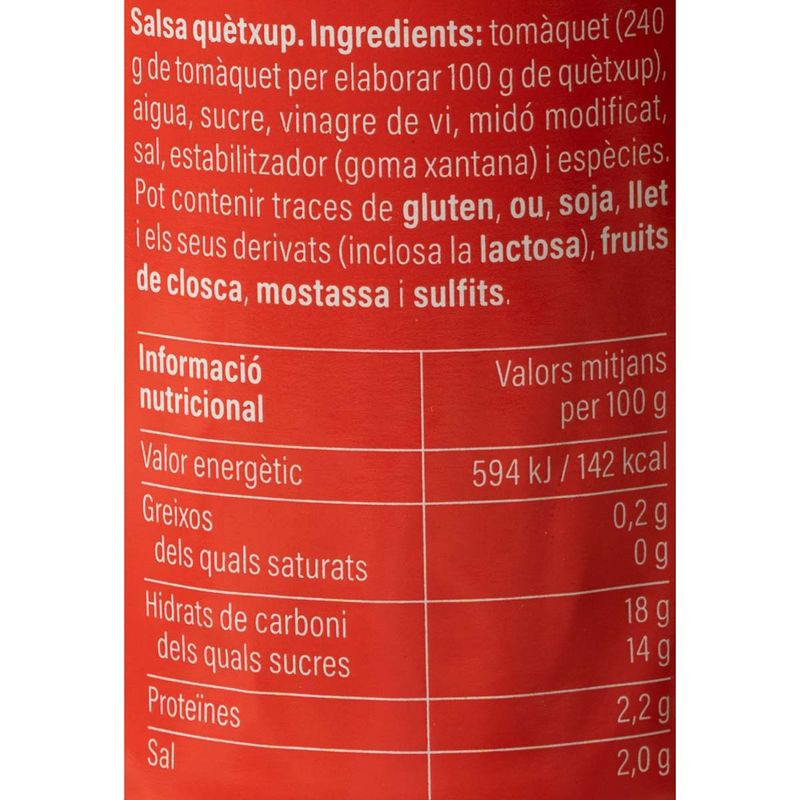 Salsa quètxup. Ingredients: tomàquet (240
g de tomàquet per elaborar 100 g de quètxup),
aigua, sucre, vinagre de vi, midó modificat,
sal, estabilitzador (goma xantana) i espècies.
Pot contenir traces de gluten, ou, soja, llet
i els seus derivats (inclosa la lactosa), fruits
de closca, mostassa i sulfits.
Informació nutricional Valors mitjans per 100 g
Valor energètic 594 kJ / 142 kcal
Greixos 0,2 g
dels quals saturats 0 g
Hidrats de carboni 18 g
dels quals sucres 14 g
Proteïnes 2,2 g
Sal 2,0 g